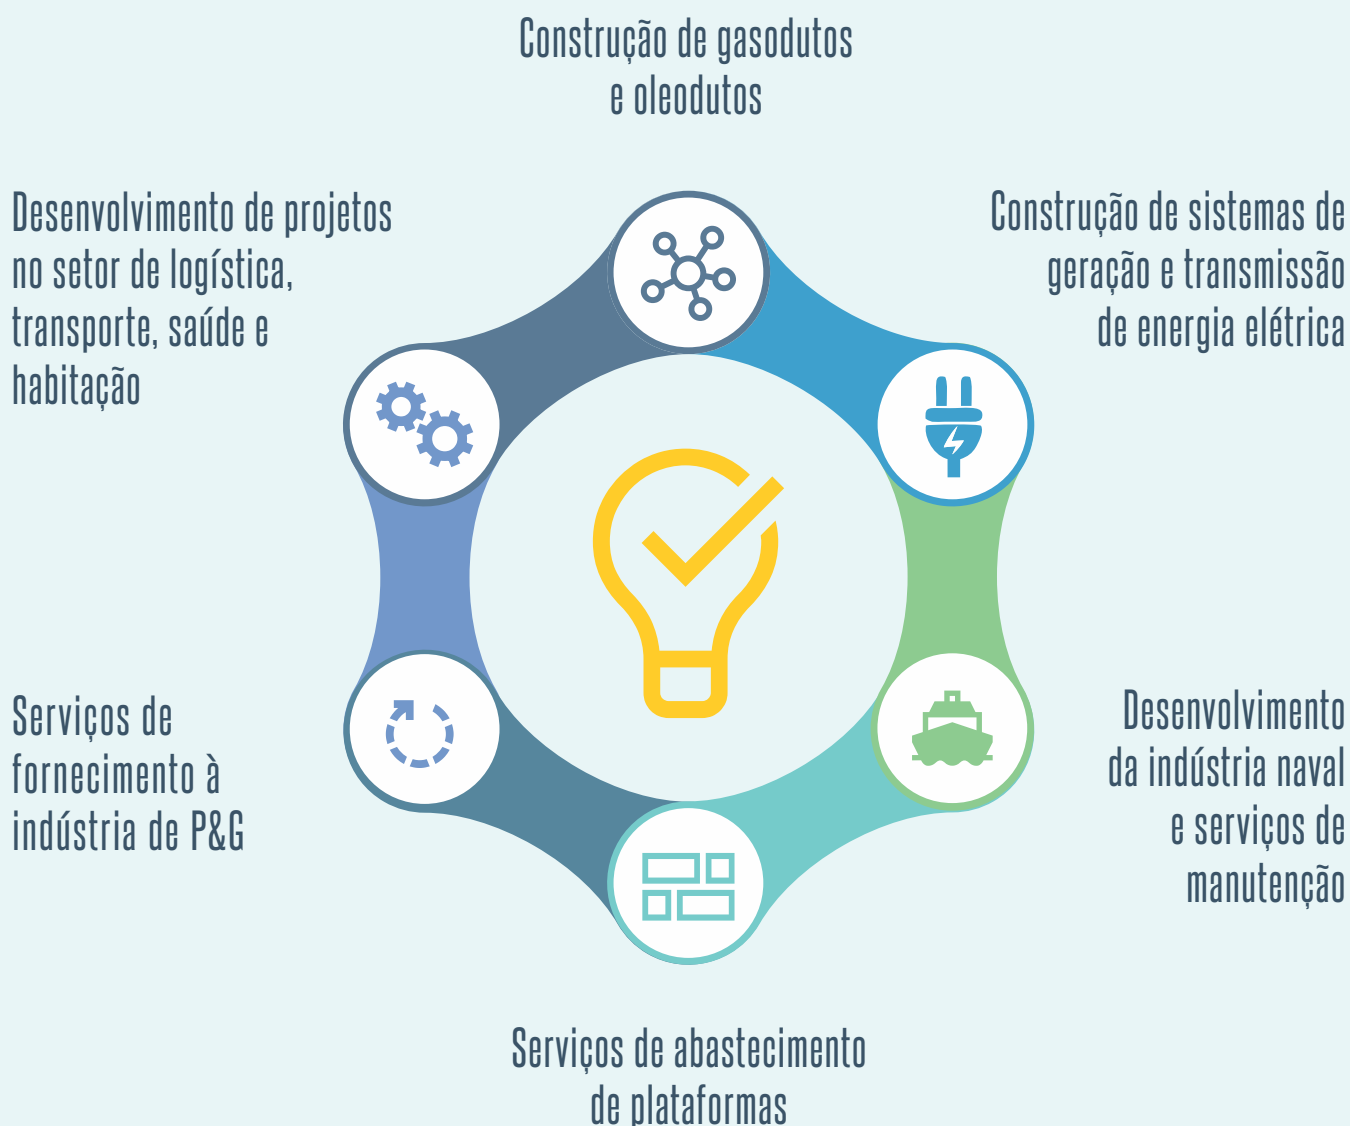 Construção de gasodutos
e oleodutos
Desenvolvimento de projetos
no setor de logística,
transporte, saúde e
habitação
Construção de sistemas de
geração e transmissão
de energia elétrica
Serviços de
fornecimento à
indústria de P&G
Desenvolvimento
da indústria naval
e serviços de
manutenção
Serviços de abastecimento
de plataformas